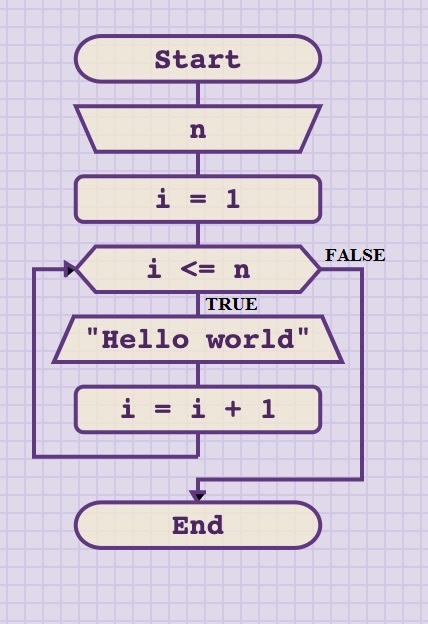 Start
n
i = 1
i <= n
FALSE
TRUE
"Hello world"
i = i + 1
End